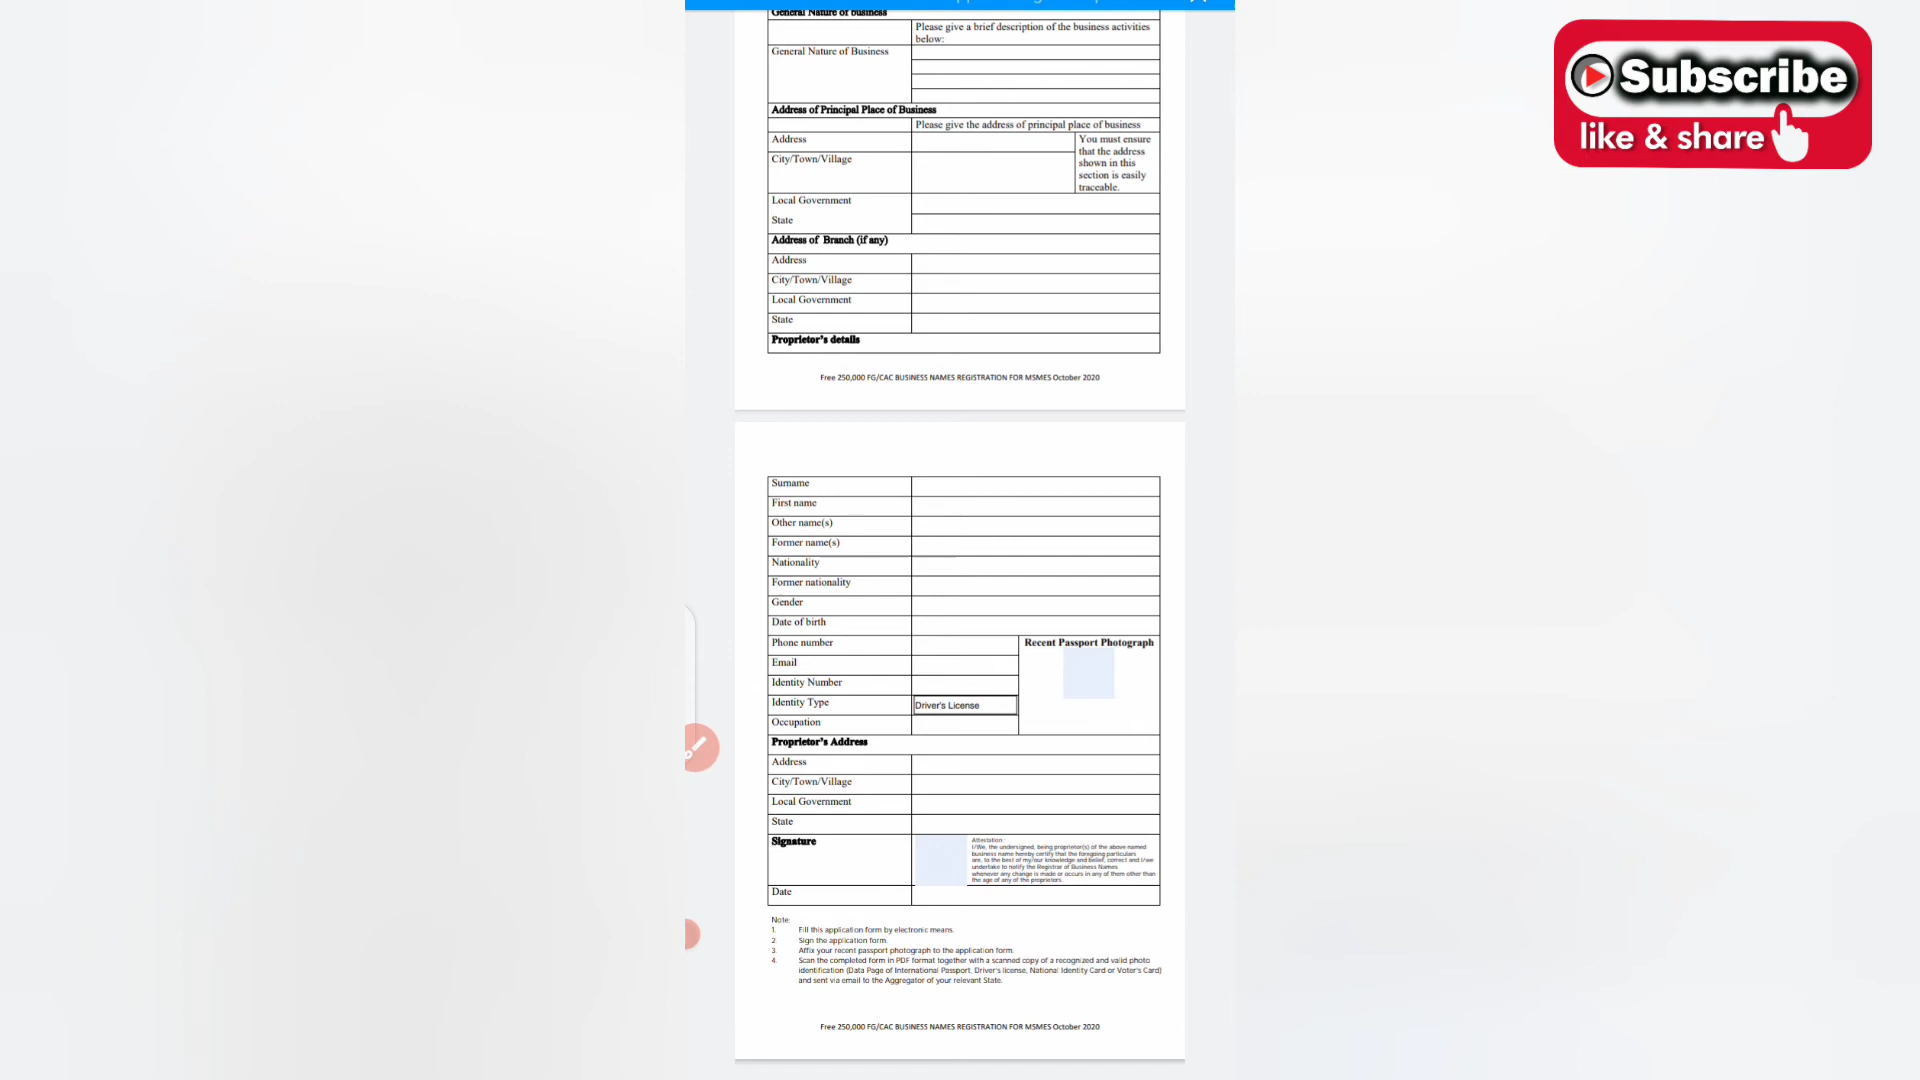 General Nature of business
Please give a brief description of the business activities
below:
General Nature of Business
Address of Principal Place of Business
Please give the address of principal place of business
Address
You must ensure
that the address
shown in this
section is easily
traceable.
City/Town/Village
Local Government
State
Address of Branch (if any)
Address
City/Town/Village
Local Government
State
Proprietor's details
Free 250,000 FG/CAC BUSINESS NAMES REGISTRATION FOR MSMES October 2020
Surname
First name
Other name(s)
Former name(s)
Nationality
Former nationality
Gender
Date of birth
Phone number
Recent Passport Photograph
Email
Identity Number
Identity Type
Driver's License
Occupation
Proprietor's Address
Address
City/Town/Village
Local Government
State
Signature
Attestation :
I/We, the undersigned, being proprietor(s) of the above named
business name hereby certify that the foregoing particulars
are, to the best of my/our knowledge and belief, correct and I/we
undertake to notify the Registrar of Business Names
whenever any change is made or occurs in any of them other than
the age of any of the proprietors.
Date
Note:
1. Fill this application form by electronic means.
2. Sign the application form.
3. Affix your recent passport photograph to the application form.
4. Scan the completed form in PDF format together with a scanned copy of a recognized and valid photo
identification (Data Page of International Passport, Driver's license, National Identity Card or Voter's Card)
and sent via email to the Aggregator of your relevant State.
Free 250,000 FG/CAC BUSINESS NAMES REGISTRATION FOR MSMES October 2020
Subscribe
like & share